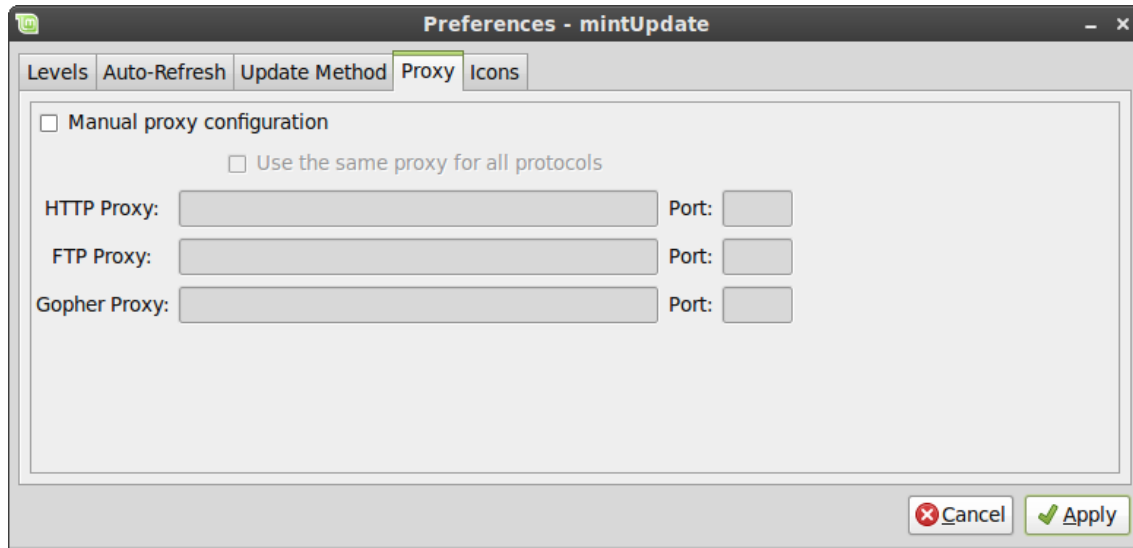 Preferences - mintUpdate
Levels Auto-Refresh Update Method Proxy Icons
Manual proxy configuration
Use the same proxy for all protocols
HTTP Proxy: Port:
FTP Proxy: Port:
Gopher Proxy: Port:
Cancel Apply